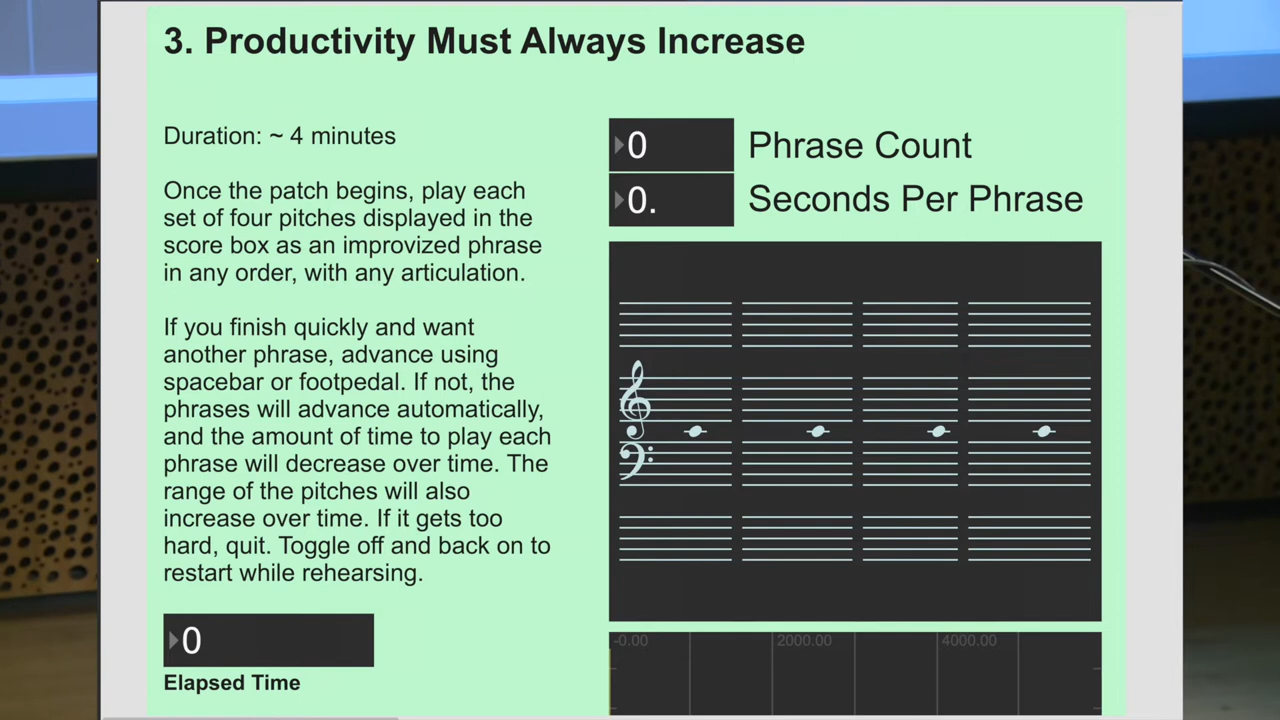 3. Productivity Must Always Increase
Duration: ~ 4 minutes
Once the patch begins, play each
set of four pitches displayed in the
score box as an improvized phrase
in any order, with any articulation.
If you finish quickly and want
another phrase, advance using
spacebar or footpedal. If not, the
phrases will advance automatically,
and the amount of time to play each
phrase will decrease over time. The
range of the pitches will also
increase over time. If it gets too
hard, quit. Toggle off and back on to
restart while rehearsing.
0
Elapsed Time
0 Phrase Count
0. Seconds Per Phrase
-0.00 2000.00 4000.00